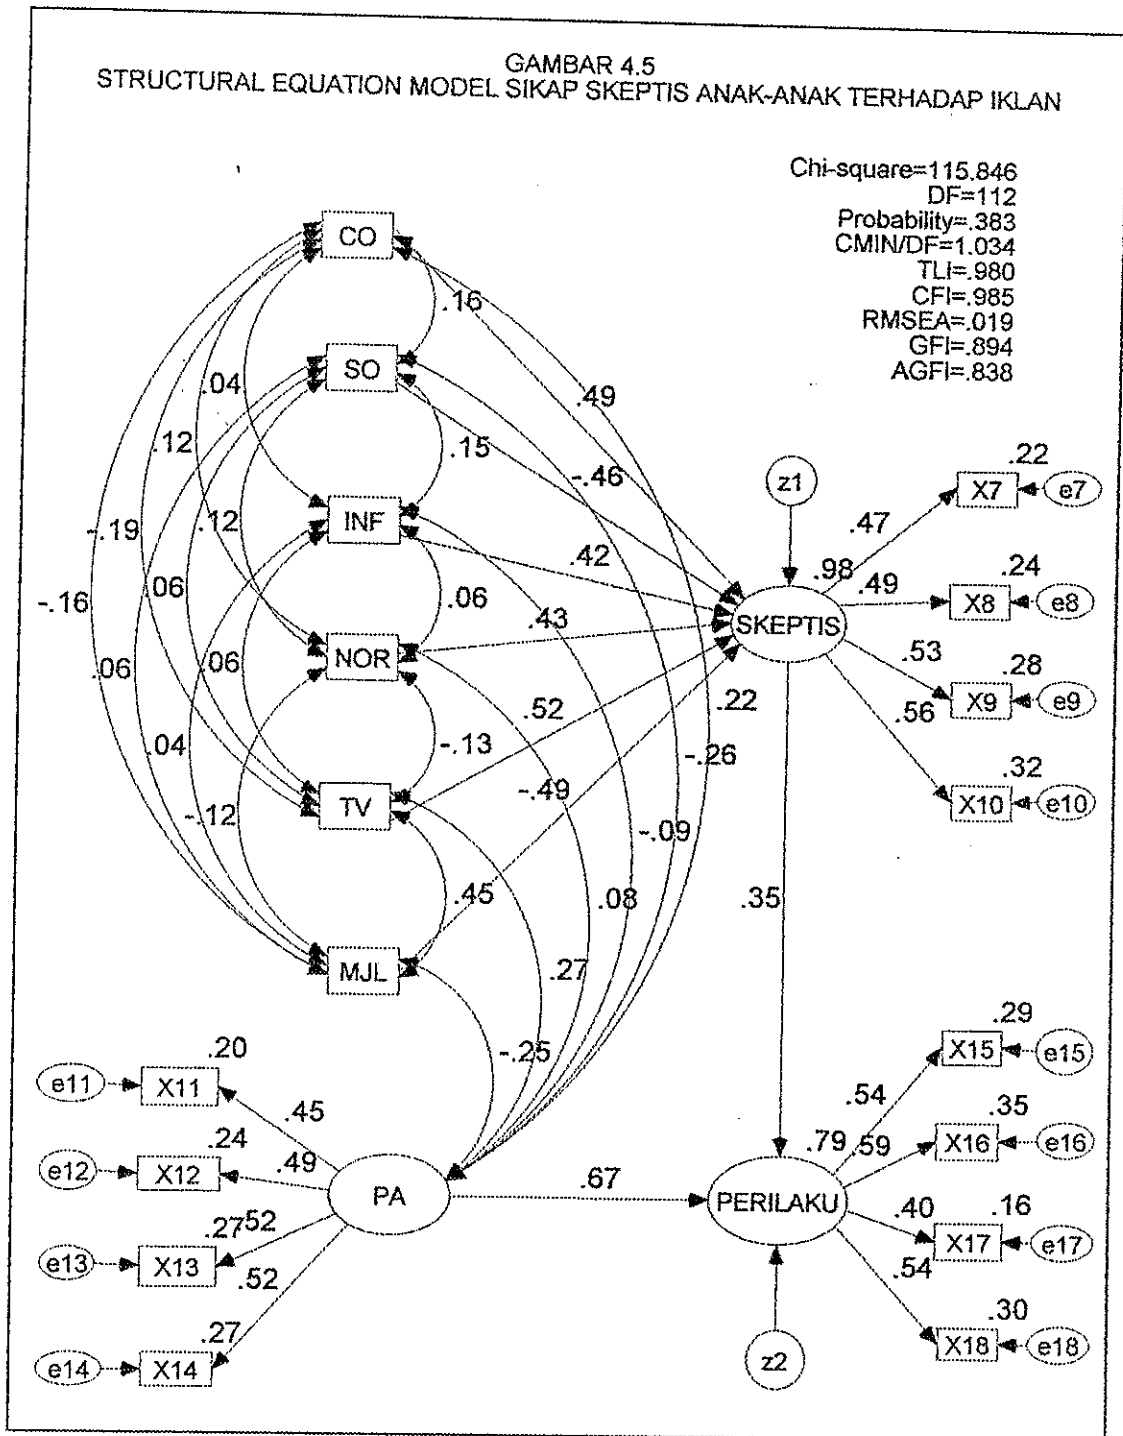 GAMBAR 4.5
STRUCTURAL EQUATION MODEL SIKAP SKEPTIS ANAK-ANAK TERHADAP IKLAN
Chi-square=115.846
DF=112
Probability=.383
CMIN/DF=1.034
TLI=.980
CFI=.985
RMSEA=.019
GFI=.894
AGFI=.838
CO
.16
SO
.04
.49
.12
.15
-.46
z1
.22
X7
e7
.47
-.19
.12
INF
.42
.98
.49
.24
X8
e8
-.16
.06
.06
.43
SKEPTIS
.06
.06
NOR
.53
.28
X9
e9
.52
.22
.56
.04
-.13
-.26
.32
X10
e10
-.12
TV
-.49
-.09
.45
.08
.35
MJL
.27
-.25
.29
X15
e15
.20
e11
X11
.45
.54
.35
.24
.79
.59
X16
e16
e12
X12
.49
PA
.67
PERILAKU
.40
.16
.27
.52
X17
e17
e13
X13
.52
.54
.27
.30
e14
X14
z2
X18
e18